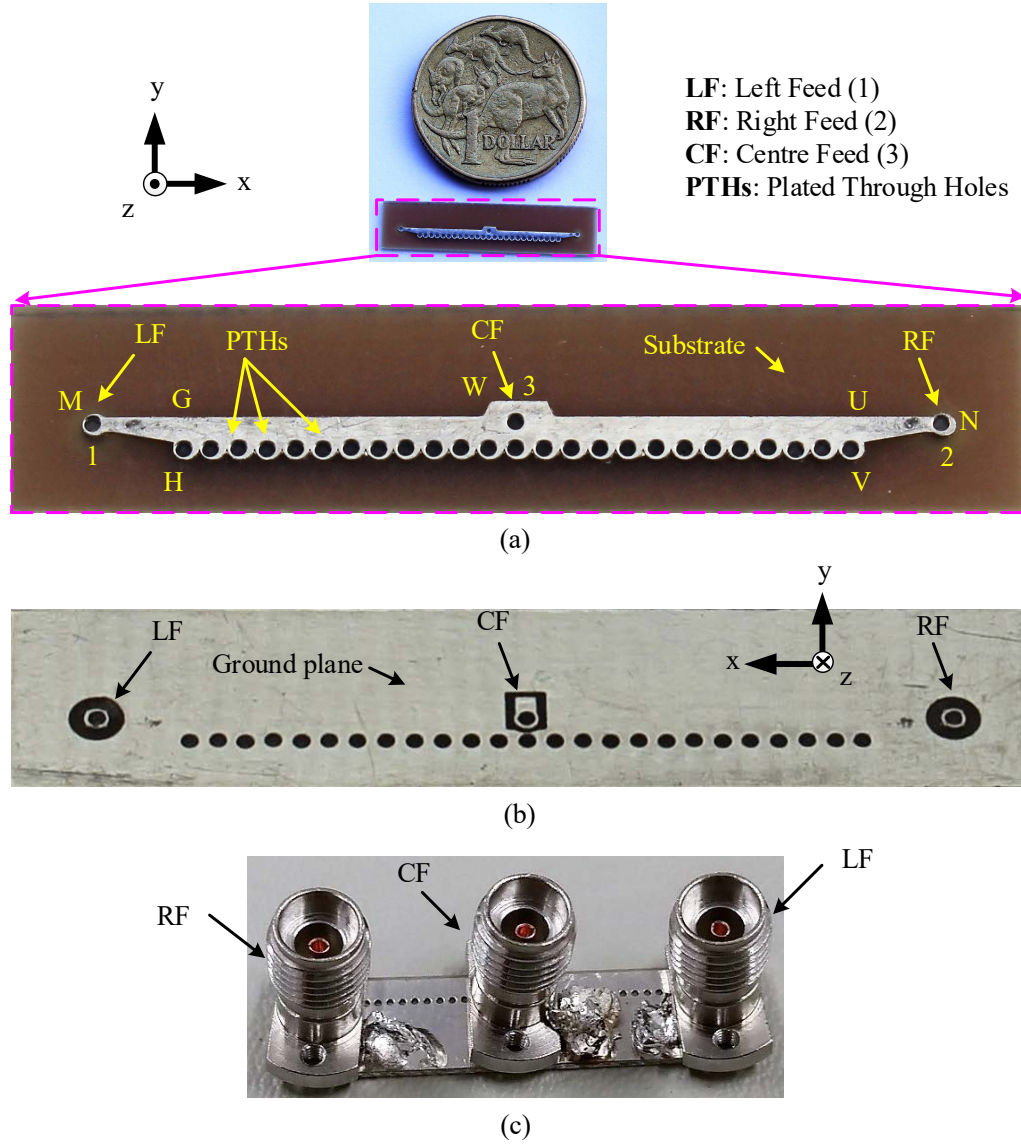 y
x
z
1
DOLLAR
LF: Left Feed (1)
RF: Right Feed (2)
CF: Centre Feed (3)
PTHs: Plated Through Holes
LF
PTHs
CF
Substrate
RF
M
G
W
3
U
N
1
H
V
2
(a)
y
x
z
LF
Ground plane
CF
RF
(b)
RF
CF
LF
(c)